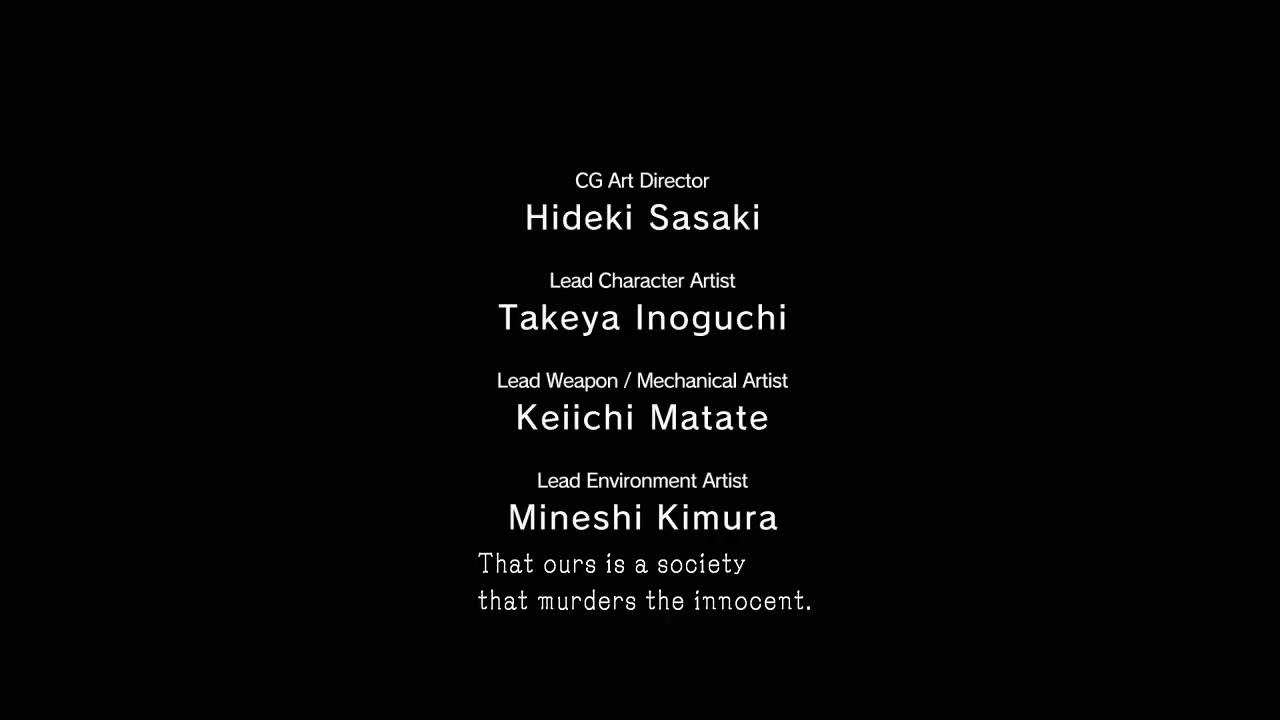 CG Art Director
Hideki Sasaki
Lead Character Artist
Takeya Inoguchi
Lead Weapon / Mechanical Artist
Keiichi Matate
Lead Environment Artist
Mineshi Kimura
That ours is a society
that murders the innocent.